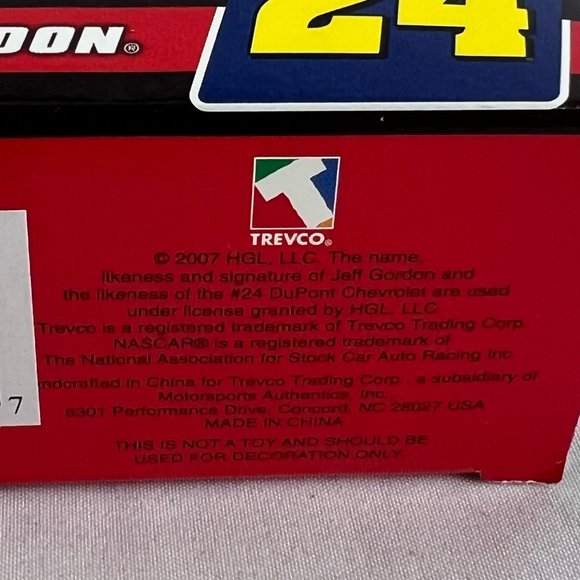 DON®
24
TREVCO®
© 2007 HGL, LLC. The name,
likeness and signature of Jeff Gordon and
the likeness of the #24 DuPont Chevrolet are used
under license granted by HGL, LLC.
Trevco is a registered trademark of Trevco Trading Corp.
NASCAR® is a registered trademark of
The National Association for Stock Car Auto Racing Inc
ndcrafted in China for Trevco Trading Corp., a subsidiary of
Motorsports Authentics, Inc.,
6301 Performance Drive, Concord, NC 28027 USA
7
MADE IN CHINA
THIS IS NOT A TOY AND SHOULD BE
USED FOR DECORATION ONLY